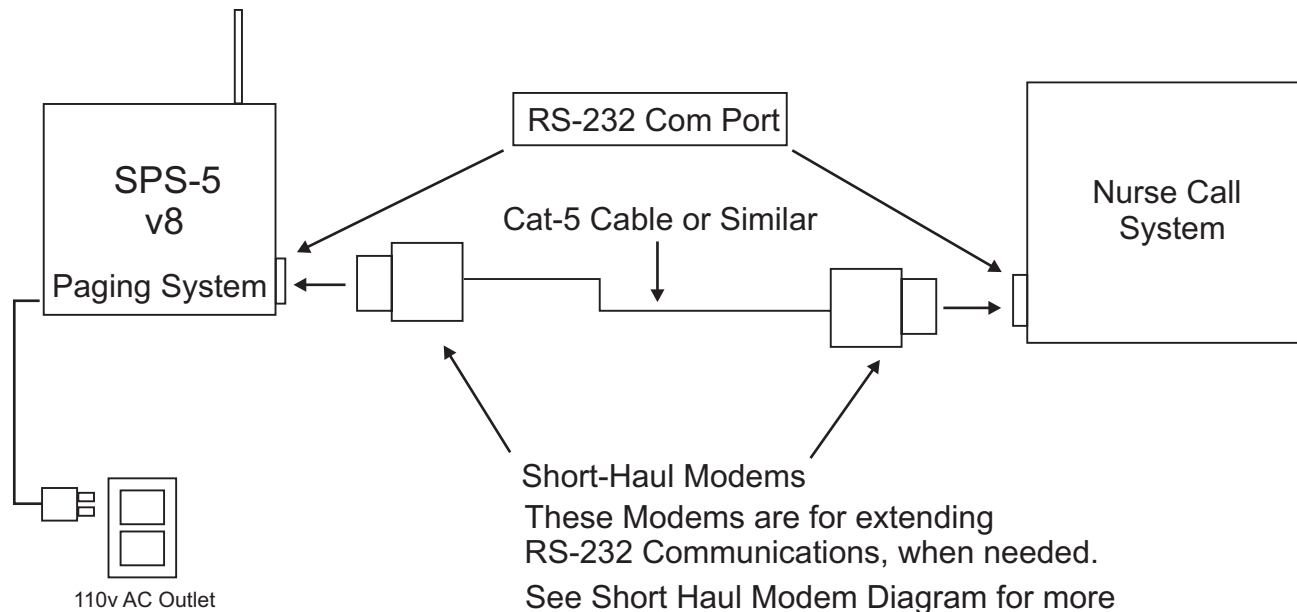 RS-232 Com Port
SPS-5
v8
Paging System
Nurse Call
System
Cat-5 Cable or Similar
Short-Haul Modems
These Modems are for extending
RS-232 Communications, when needed.
See Short Haul Modem Diagram for more
110v AC Outlet